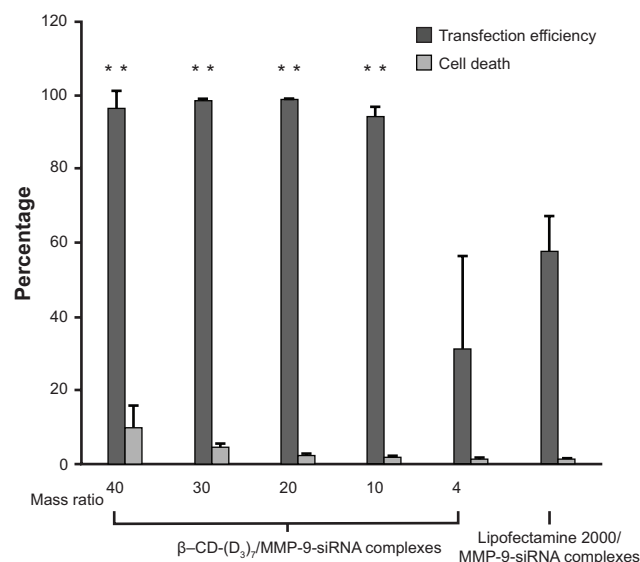 120
100
80
60
40
20
0
Percentage
Transfection efficiency
Cell death
* * * * * * * *
Mass ratio 40 30 20 10 4
β–CD-(D₃)₇/MMP-9-siRNA complexes
Lipofectamine 2000/
MMP-9-siRNA complexes